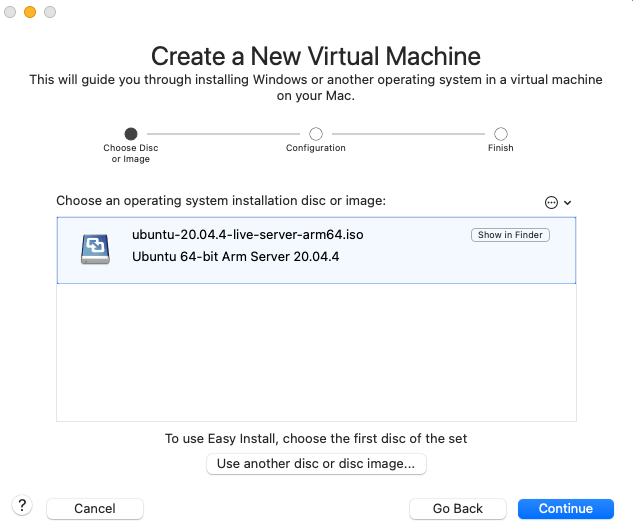 Create a New Virtual Machine
This will guide you through installing Windows or another operating system in a virtual machine
on your Mac.
Choose Disc
or Image
Configuration
Finish
Choose an operating system installation disc or image:
ubuntu-20.04.4-live-server-arm64.iso
Show in Finder
Ubuntu 64-bit Arm Server 20.04.4
To use Easy Install, choose the first disc of the set
Use another disc or disc image...
?
Cancel
Go Back
Continue